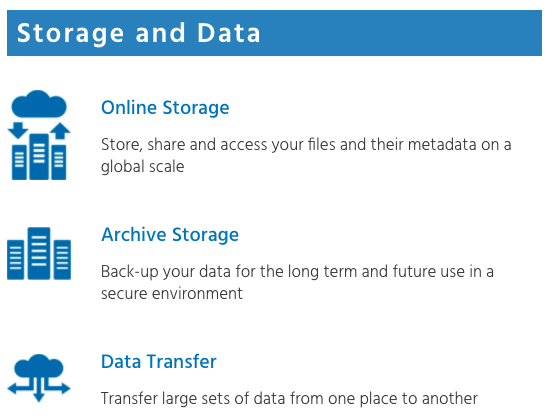 Storage and Data
Online Storage
Store, share and access your files and their metadata on a
global scale
Archive Storage
Back-up your data for the long term and future use in a
secure environment
Data Transfer
Transfer large sets of data from one place to another